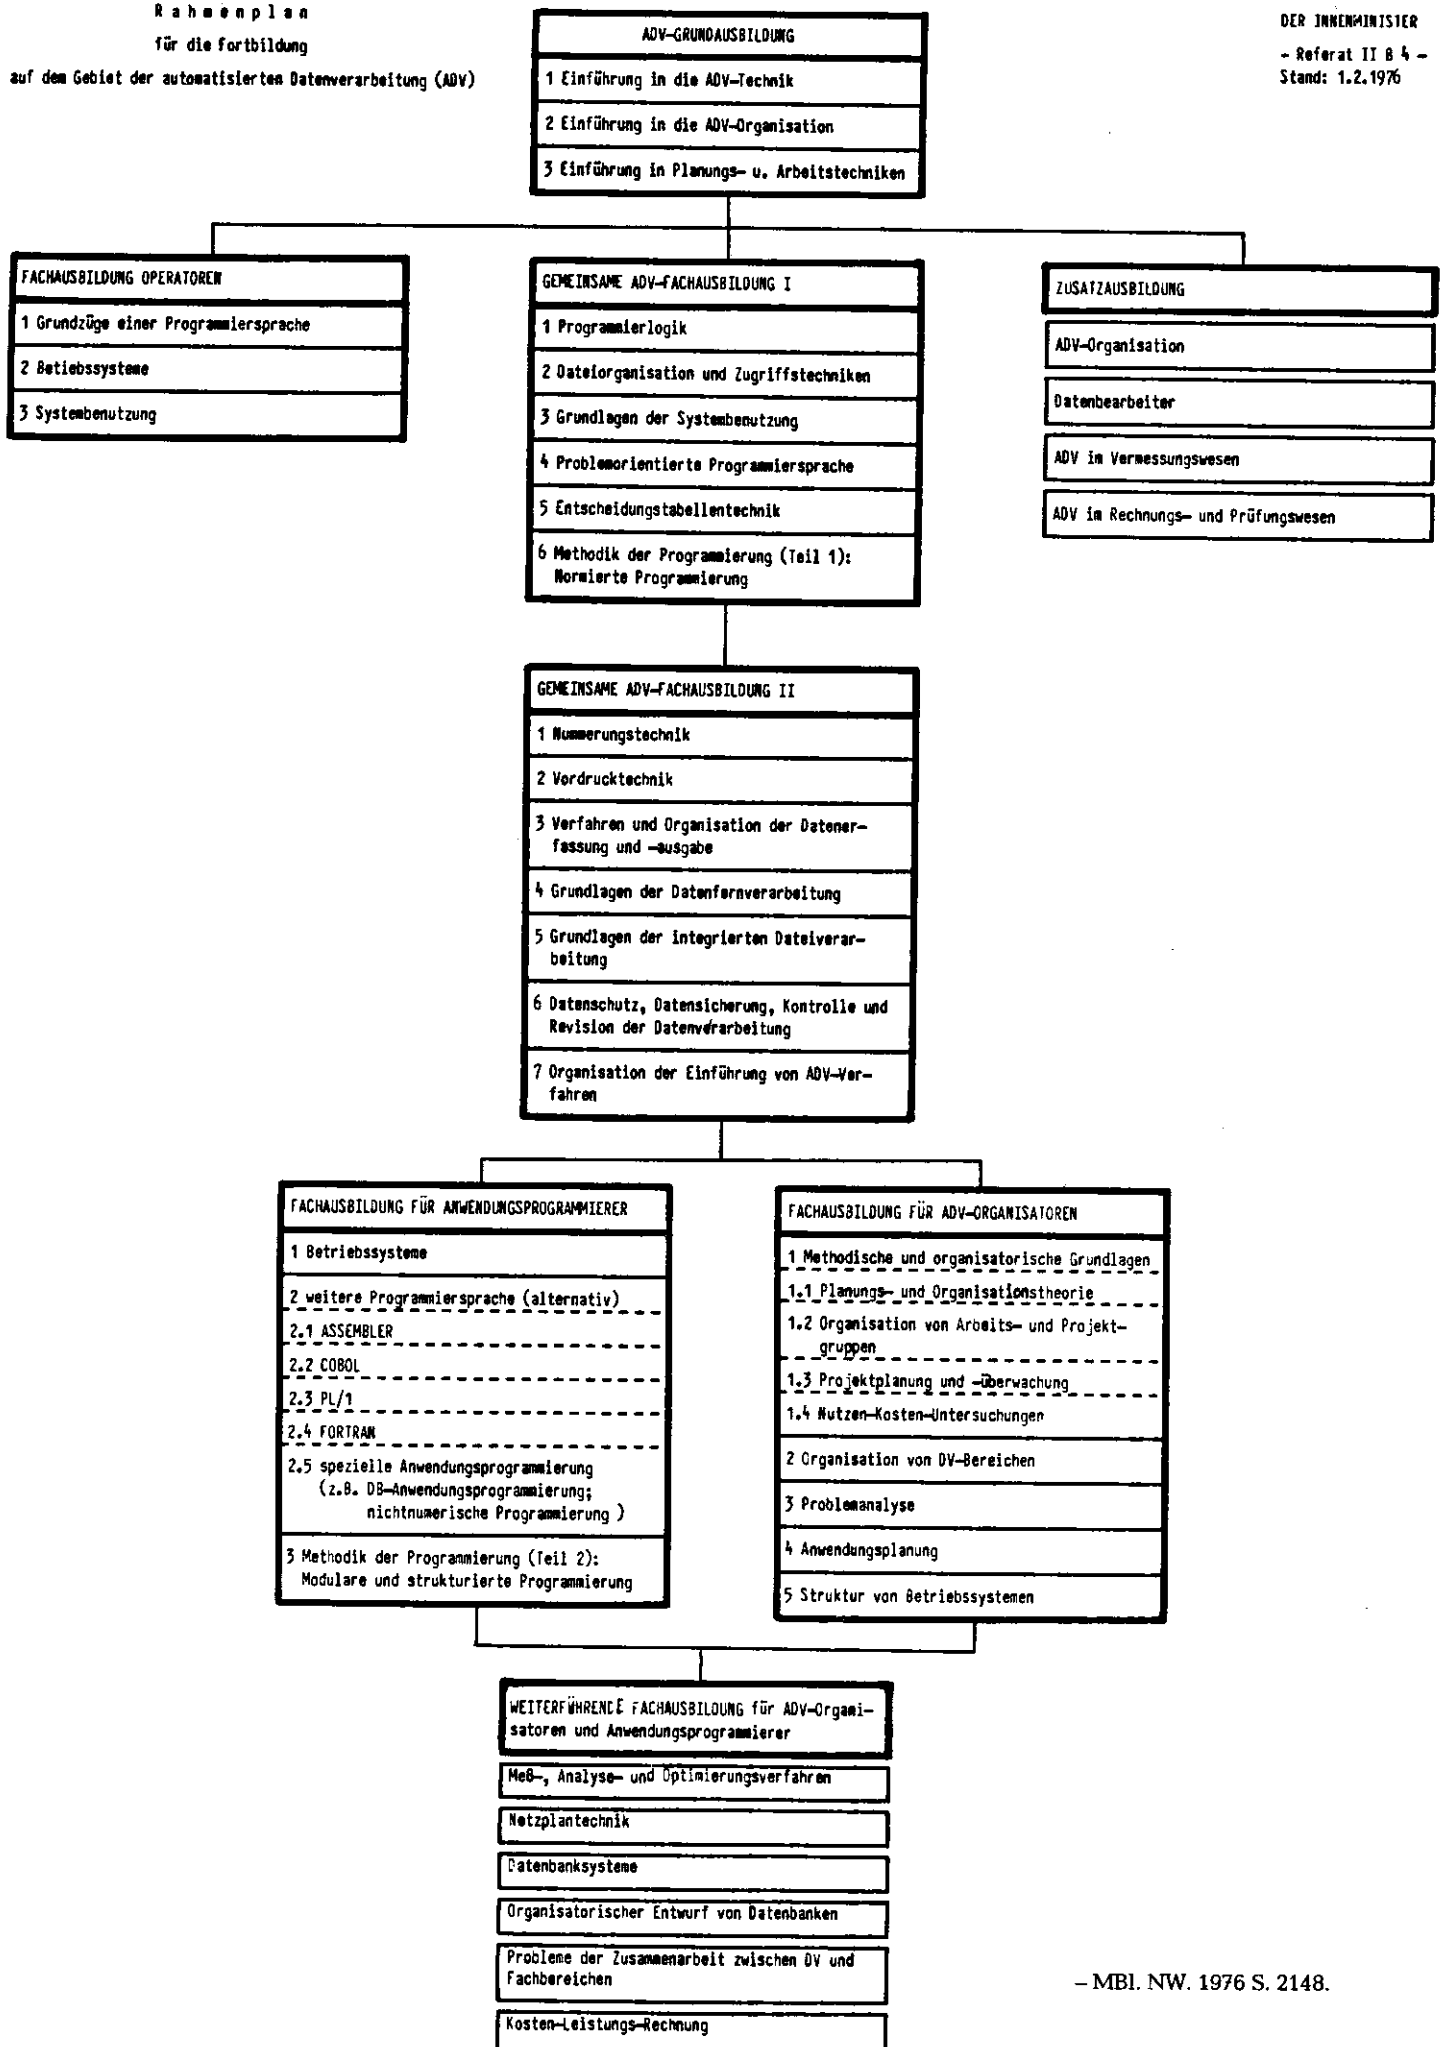 Rahmenplan
für die Fortbildung
auf dem Gebiet der automatisierten Datenverarbeitung (ADV)
DER INNENMINISTER
- Referat II B 4 -
Stand: 1.2.1976
ADV-GRUNDAUSBILDUNG
1 Einführung in die ADV-Technik
2 Einführung in die ADV-Organisation
3 Einführung in Planungs- u. Arbeitstechniken
FACHAUSBILDUNG OPERATOREN
1 Grundzüge einer Programmiersprache
2 Betiebssysteme
3 Systembenutzung
GEMEINSAME ADV-FACHAUSBILDUNG I
1 Programmierlogik
2 Dateiorganisation und Zugriffstechniken
3 Grundlagen der Systembenutzung
4 Problemorientierte Programmiersprache
5 Entscheidungstabellentechnik
6 Methodik der Programmierung (Teil 1):
Normierte Programmierung
ZUSATZAUSBILDUNG
ADV-Organisation
Datenbearbeiter
ADV im Vermessungswesen
ADV im Rechnungs- und Prüfungswesen
GEMEINSAME ADV-FACHAUSBILDUNG II
1 Nummerungstechnik
2 Vordrucktechnik
3 Verfahren und Organisation der Datener-
fassung und -ausgabe
4 Grundlagen der Datenfernverarbeitung
5 Grundlagen der integrierten Dateiverar-
beitung
6 Datenschutz, Datensicherung, Kontrolle und
Revision der Datenverarbeitung
7 Organisation der Einführung von ADV-Ver-
fahren
FACHAUSBILDUNG FÜR ANWENDUNGSPROGRAMMIERER
1 Betriebssysteme
2 weitere Programmiersprache (alternativ)
2.1 ASSEMBLER
2.2 COBOL
2.3 PL/1
2.4 FORTRAN
2.5 spezielle Anwendungsprogrammierung
(z.B. DB-Anwendungsprogrammierung;
nichtnumerische Programmierung )
3 Methodik der Programmierung (Teil 2):
Modulare und strukturierte Programmierung
FACHAUSBILDUNG FÜR ADV-ORGANISATOREN
1 Methodische und organisatorische Grundlagen
1.1 Planungs- und Organisationstheorie
1.2 Organisation von Arbeits- und Projekt-
gruppen
1.3 Projektplanung und -überwachung
1.4 Nutzen-Kosten-Untersuchungen
2 Organisation von DV-Bereichen
3 Problemanalyse
4 Anwendungsplanung
5 Struktur von Betriebssystemen
WEITERFÜHRENDE FACHAUSBILDUNG für ADV-Organi-
satoren und Anwendungsprogrammierer
Meß-, Analyse- und Optimierungsverfahren
Netzplantechnik
Datenbanksysteme
Organisatorischer Entwurf von Datenbanken
Probleme der Zusammenarbeit zwischen DV und
Fachbereichen
Kosten-Leistungs-Rechnung
– MBl. NW. 1976 S. 2148.